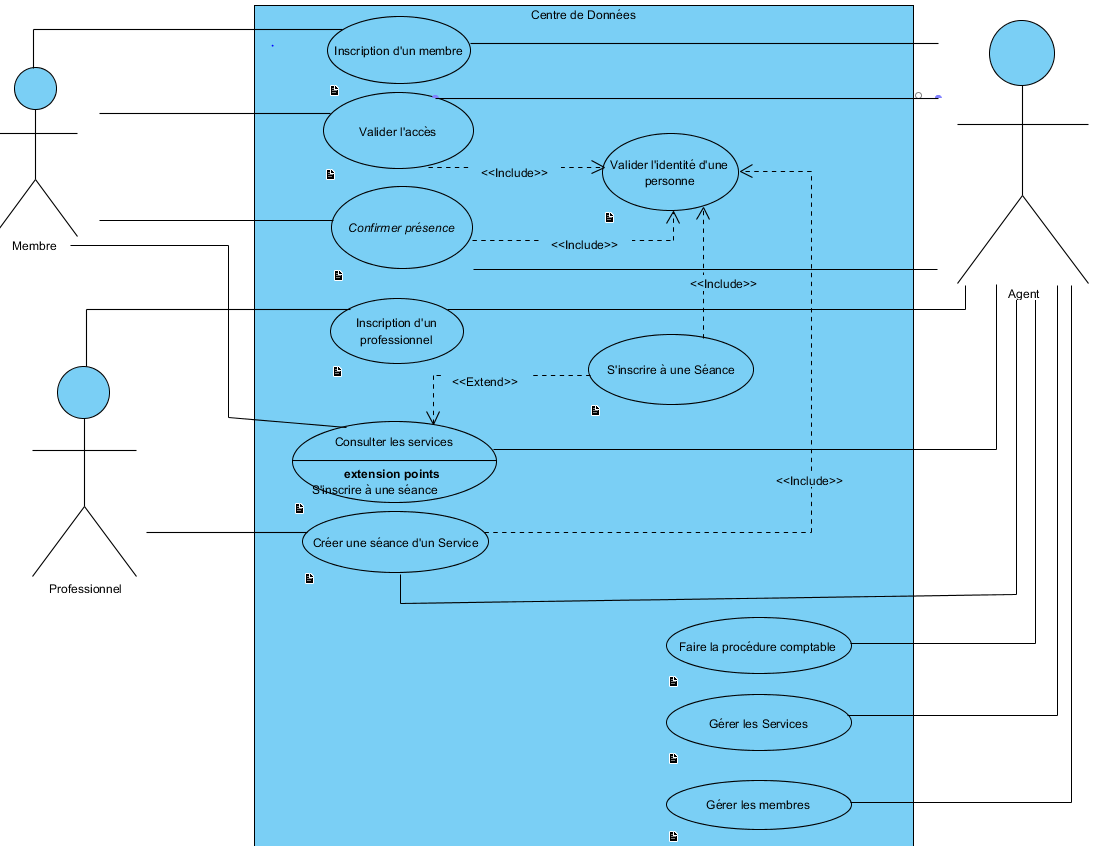 Centre de Données
Inscription d'un membre
Valider l'accès
<<Include>>
Valider l'identité d'une
personne
Confirmer présence
<<Include>>
Membre
<<Include>>
Agent
Inscription d'un
professionnel
S'inscrire à une Séance
<<Extend>>
Consulter les services
extension points
S'inscrire à une séance
<<Include>>
Créer une séance d'un Service
Professionnel
Faire la procédure comptable
Gérer les Services
Gérer les membres